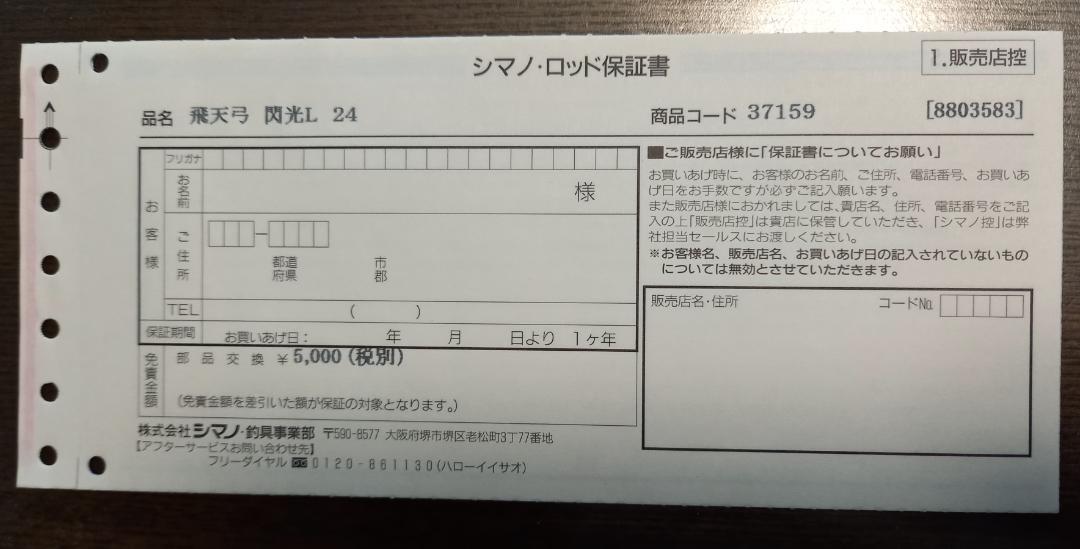 シマノ・ロッド保証書
1.販売店控
品名 飛天弓 閃光L 24
商品コード 37159
[8803583]
フリガナ
お客様
お名前
様
ご住所
都道府県
市郡
TEL ( )
保証期間 お買いあげ日: 年 月 日より 1ヶ年
免責金額
部品交換 ¥5,000(税別)
(免責金額を差引いた額が保証の対象となります。)
株式会社シマノ・釣具事業部 〒590-8577 大阪府堺市堺区老松町3丁77番地
【アフターサービスお問い合わせ先】
フリーダイヤル 0120-861130(ハローイイサオ)
■ご販売店様に「保証書についてお願い」
お買いあげ時に、お客様のお名前、ご住所、電話番号、お買いあ
げ日をお手数ですが必ずご記入願います。
また販売店様におかれましては、貴店名、住所、電話番号をご記
入の上「販売店控」は貴店に保管していただき、「シマノ控」は弊
社担当セールスにお渡しください。
※お客様名、販売店名、お買いあげ日の記入されていないもの
については無効とさせていただきます。
販売店名・住所
コードNo.